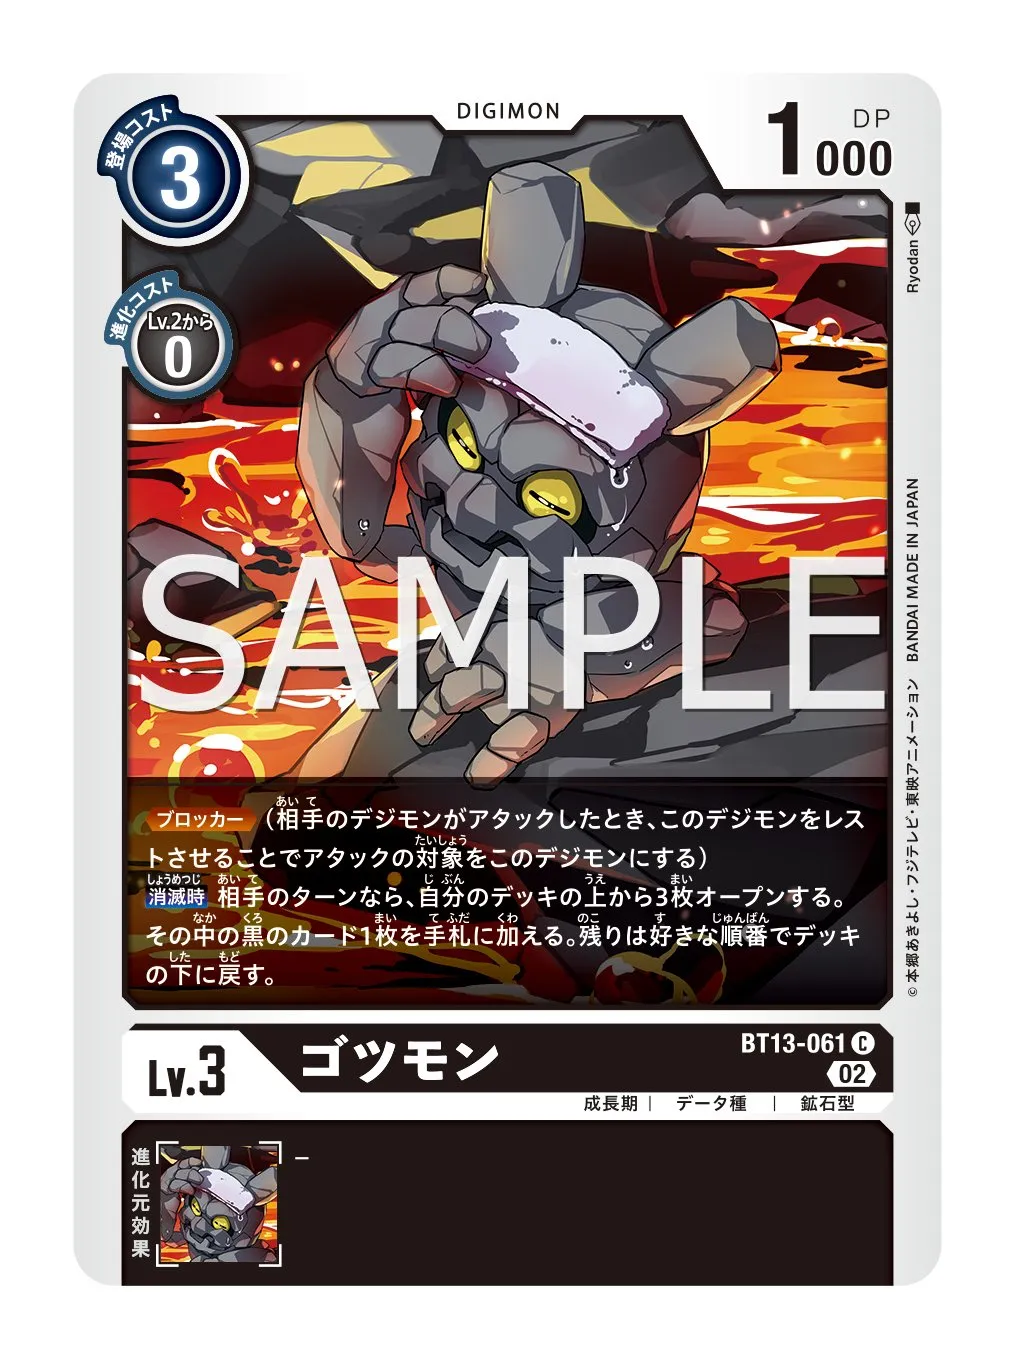 DIGIMON
登場コスト
3
1000
DP
進化コスト
Lv.2から
0
Ryodan
BANDAI MADE IN JAPAN
© 本郷あきよし・フジテレビ・東映アニメーション
SAMPLE
ブロッカー (相手のデジモンがアタックしたとき、このデジモンをレス
トさせることでアタックの対象をこのデジモンにする)
消滅時 相手のターンなら、自分のデッキの上から3枚オープンする。
その中の黒のカード1枚を手札に加える。残りは好きな順番でデッキ
の下に戻す。
Lv.3
ゴツモン
BT13-061 C
02
成長期 | データ種 | 鉱石型
進化元効果
–